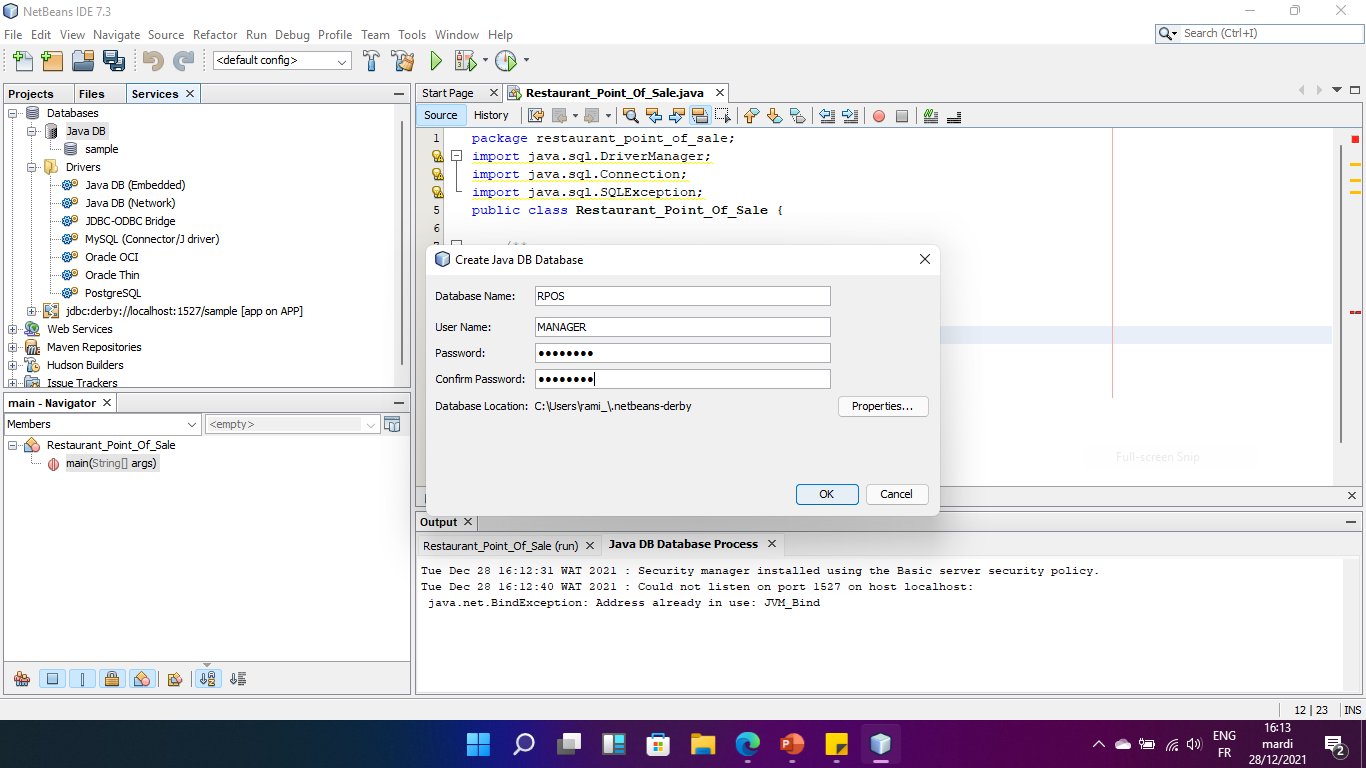 NetBeans IDE 7.3
File Edit View Navigate Source Refactor Run Debug Profile Team Tools Window Help
Search (Ctrl+I)
<default config>
Projects Files Services
Databases
Java DB
sample
Drivers
Java DB (Embedded)
Java DB (Network)
JDBC-ODBC Bridge
MySQL (Connector/J driver)
Oracle OCI
Oracle Thin
PostgreSQL
jdbc:derby://localhost:1527/sample [app on APP]
Web Services
Maven Repositories
Hudson Builders
Issue Trackers
main - Navigator
Members <empty>
Restaurant_Point_Of_Sale
main(String[] args)
Start Page Restaurant_Point_Of_Sale.java
Source History
1 package restaurant_point_of_sale;
import java.sql.DriverManager;
import java.sql.Connection;
import java.sql.SQLException;
5 public class Restaurant_Point_Of_Sale {
6
7 /**
Create Java DB Database
Database Name: RPOS
User Name: MANAGER
Password: ••••••••
Confirm Password: ••••••••
Database Location: C:\Users\rami_\.netbeans-derby
Properties...
OK Cancel
Full-screen Snip
Output
Restaurant_Point_Of_Sale (run) Java DB Database Process
Tue Dec 28 16:12:31 WAT 2021 : Security manager installed using the Basic server security policy.
Tue Dec 28 16:12:40 WAT 2021 : Could not listen on port 1527 on host localhost:
java.net.BindException: Address already in use: JVM_Bind
12 | 23 INS
ENG
FR
16:13
mardi
28/12/2021
2